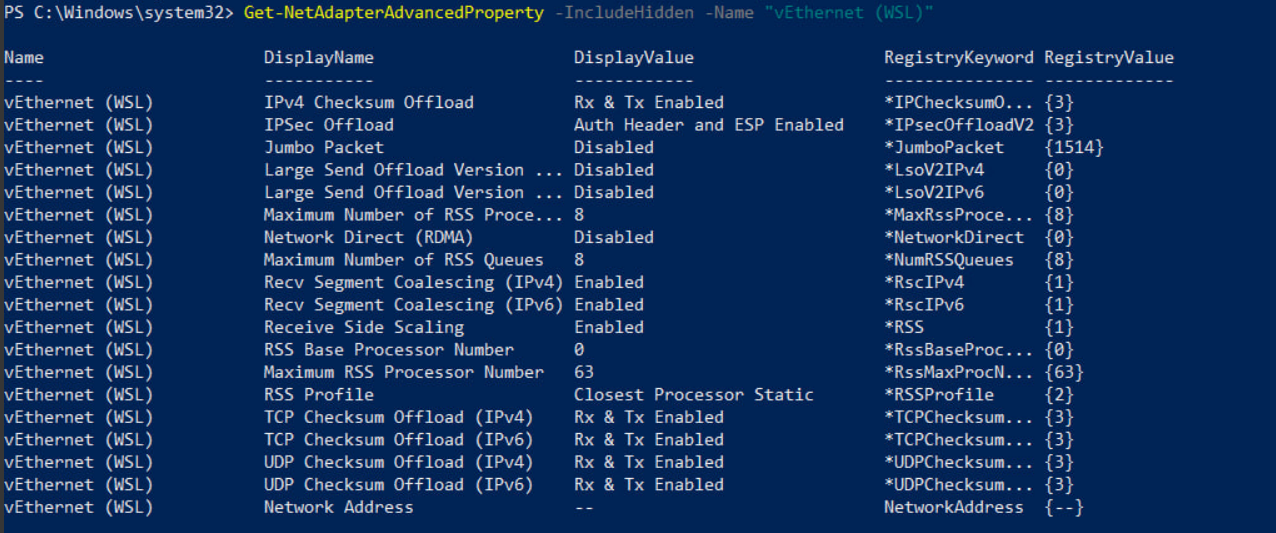 PS C:\Windows\system32> Get-NetAdapterAdvancedProperty -IncludeHidden -Name "vEthernet (WSL)"
Name DisplayName DisplayValue RegistryKeyword RegistryValue
---- ----------- ------------ --------------- -------------
vEthernet (WSL) IPv4 Checksum Offload Rx & Tx Enabled *IPChecksumO... {3}
vEthernet (WSL) IPSec Offload Auth Header and ESP Enabled *IPsecOffloadV2 {3}
vEthernet (WSL) Jumbo Packet Disabled *JumboPacket {1514}
vEthernet (WSL) Large Send Offload Version ... Disabled *LsoV2IPv4 {0}
vEthernet (WSL) Large Send Offload Version ... Disabled *LsoV2IPv6 {0}
vEthernet (WSL) Maximum Number of RSS Proce... 8 *MaxRssProce... {8}
vEthernet (WSL) Network Direct (RDMA) Disabled *NetworkDirect {0}
vEthernet (WSL) Maximum Number of RSS Queues 8 *NumRSSQueues {8}
vEthernet (WSL) Recv Segment Coalescing (IPv4) Enabled *RscIPv4 {1}
vEthernet (WSL) Recv Segment Coalescing (IPv6) Enabled *RscIPv6 {1}
vEthernet (WSL) Receive Side Scaling Enabled *RSS {1}
vEthernet (WSL) RSS Base Processor Number 0 *RssBaseProc... {0}
vEthernet (WSL) Maximum RSS Processor Number 63 *RssMaxProcN... {63}
vEthernet (WSL) RSS Profile Closest Processor Static *RSSProfile {2}
vEthernet (WSL) TCP Checksum Offload (IPv4) Rx & Tx Enabled *TCPChecksum... {3}
vEthernet (WSL) TCP Checksum Offload (IPv6) Rx & Tx Enabled *TCPChecksum... {3}
vEthernet (WSL) UDP Checksum Offload (IPv4) Rx & Tx Enabled *UDPChecksum... {3}
vEthernet (WSL) UDP Checksum Offload (IPv6) Rx & Tx Enabled *UDPChecksum... {3}
vEthernet (WSL) Network Address -- NetworkAddress {--}